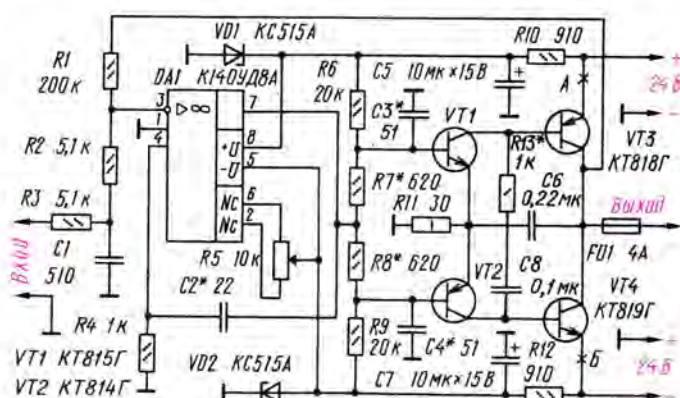 VD1 КС515А
R10 910
R1
200к
DA1
К140УД8А
R6
20к
C5
10мк×15В
+
А
+
24В
-
3
1
4
▷ ∞
7
8
+U
-U
5
Nc
6
Nc
2
C3*
51
VT1
R13*
1к
VT3
КТ818Г
R2 5,1к
R3 5,1к
R7* 620
R11 30
C6
0,22мк
Выход
FU1 4А
Вход
C1
510
R5 10к
R8* 620
VT2
C8
0,1мк
VT4
КТ819Г
C2* 22
R4 1к
R9
20к
C4* 51
+
R12
910
Б
+
24В
-
VT1 КТ815Г
VT2 КТ814Г
VD2 КС515А
C7 10мк×15В